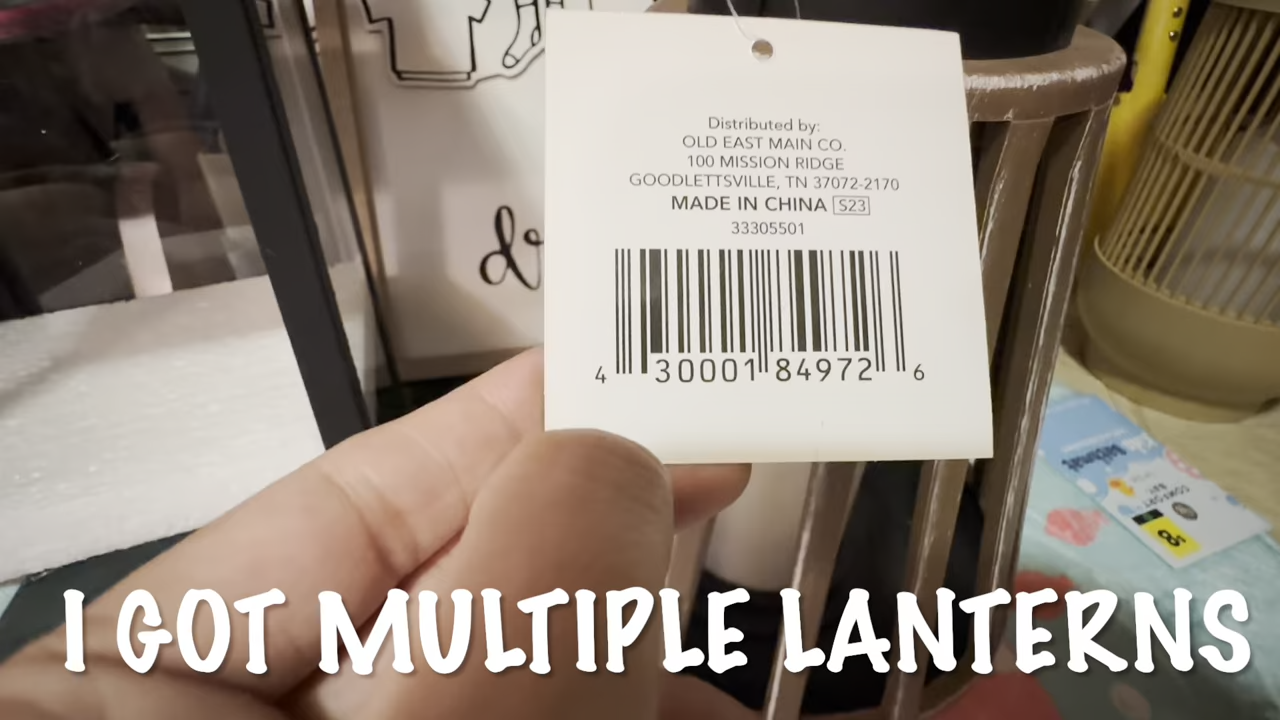 Distributed by:
OLD EAST MAIN CO.
100 MISSION RIDGE
GOODLETTSVILLE, TN 37072-2170
MADE IN CHINA S23
33305501
4 30001 84972 6
I GOT MULTIPLE LANTERNS